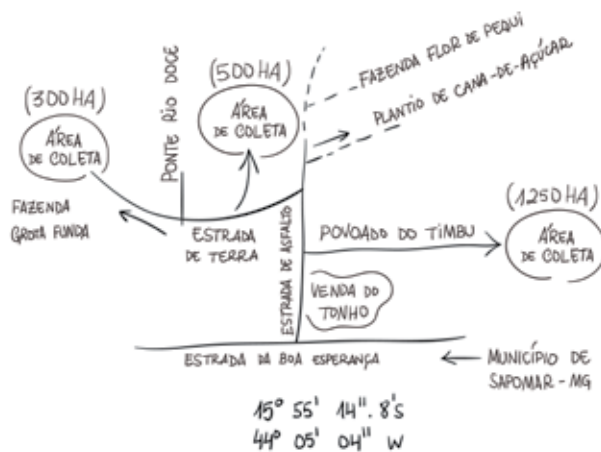 (300 HA)
ÁREA
DE COLETA
FAZENDA
GROTA FUNDA
PONTE RIO DOCE
(500 HA)
ÁREA
DE COLETA
ESTRADA
DE TERRA
FAZENDA FLOR DE PEQUI
PLANTIO DE CANA-DE-AÇÚCAR
ESTRADA DE ASFALTO
POVOADO DO TIMBU
(1250 HA)
ÁREA
DE COLETA
VENDA DO
TONHO
ESTRADA DA BOA ESPERANÇA
MUNICÍPIO DE
SAPOMAR - MG
15° 55' 14". 8'S
44° 05' 04" W